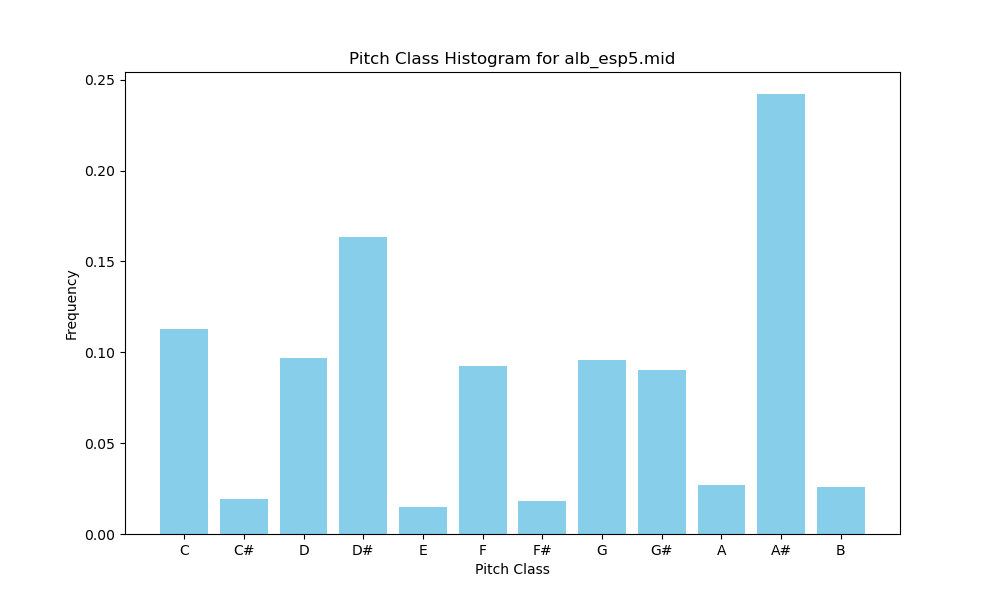 Pitch Class Histogram for alb_esp5.mid
0.25
0.20
0.15
0.10
0.05
0.00
Frequency
C C# D D# E F F# G G# A A# B
Pitch Class